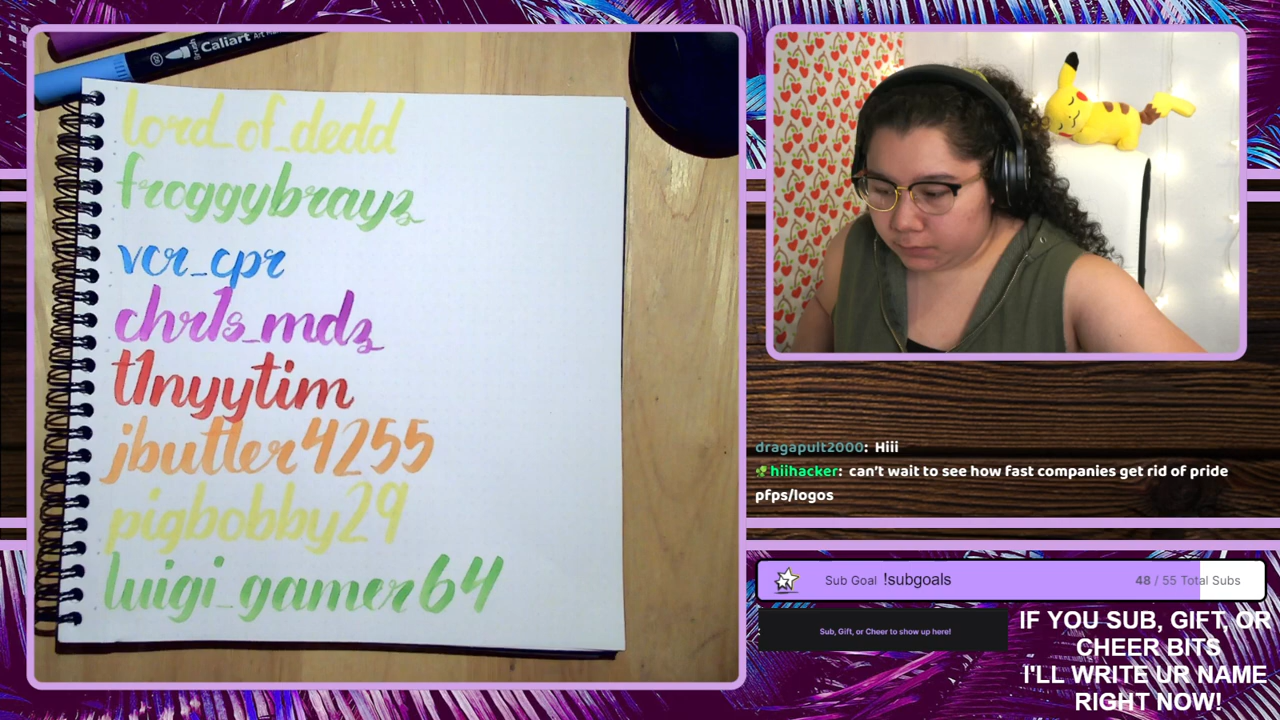 Caliart
lord_of_dedd
froggybrayz
vcr_cpr
chr1s_mdz
t1nyytim
jbutler4255
pigbobby29
luigi_gamer64
dragapult2000: Hiii
hiihacker: can't wait to see how fast companies get rid of pride
pfps/logos
Sub Goal !subgoals 48 / 55 Total Subs
Sub, Gift, or Cheer to show up here!
IF YOU SUB, GIFT, OR
CHEER BITS
I'LL WRITE UR NAME
RIGHT NOW!